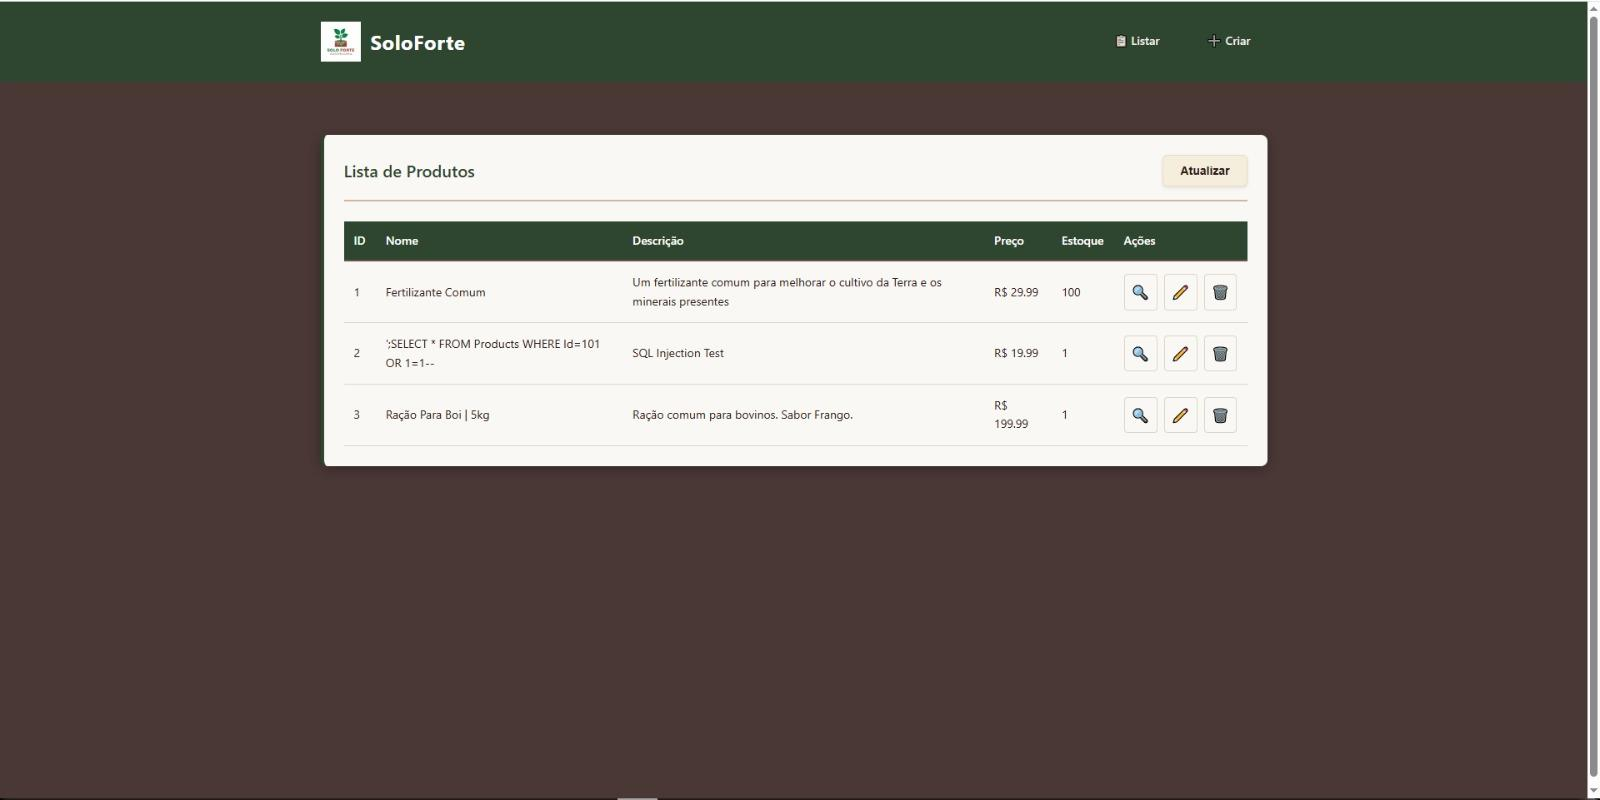 SOLO FORTE
SoloForte
Listar
Criar
Lista de Produtos
Atualizar
ID Nome Descrição Preço Estoque Ações
1 Fertilizante Comum Um fertilizante comum para melhorar o cultivo da Terra e os
minerais presentes R$ 29.99 100
2 ';SELECT * FROM Products WHERE Id=101
OR 1=1-- SQL Injection Test R$ 19.99 1
3 Ração Para Boi | 5kg Ração comum para bovinos. Sabor Frango. R$
199.99 1